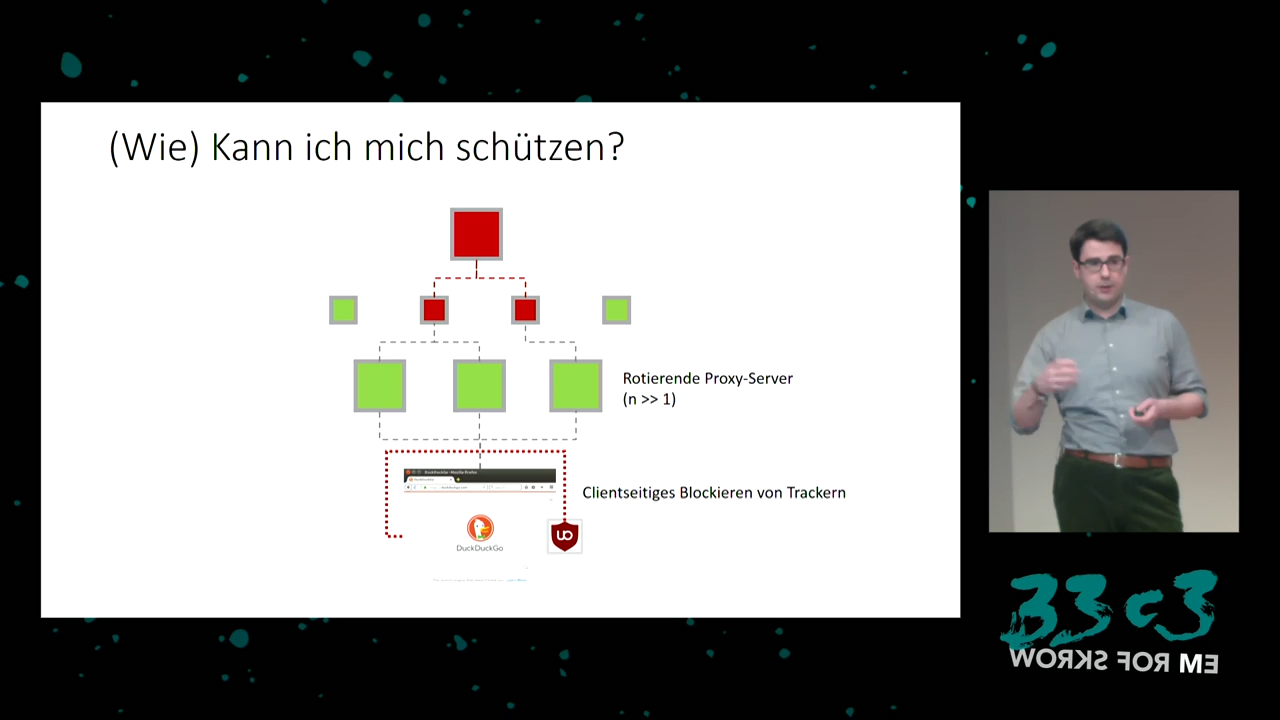 (Wie) Kann ich mich schützen?
Rotierende Proxy-Server
(n >> 1)
Clientseitiges Blockieren von Trackern
DuckDuckGo
33c3
WORKS FOR ME